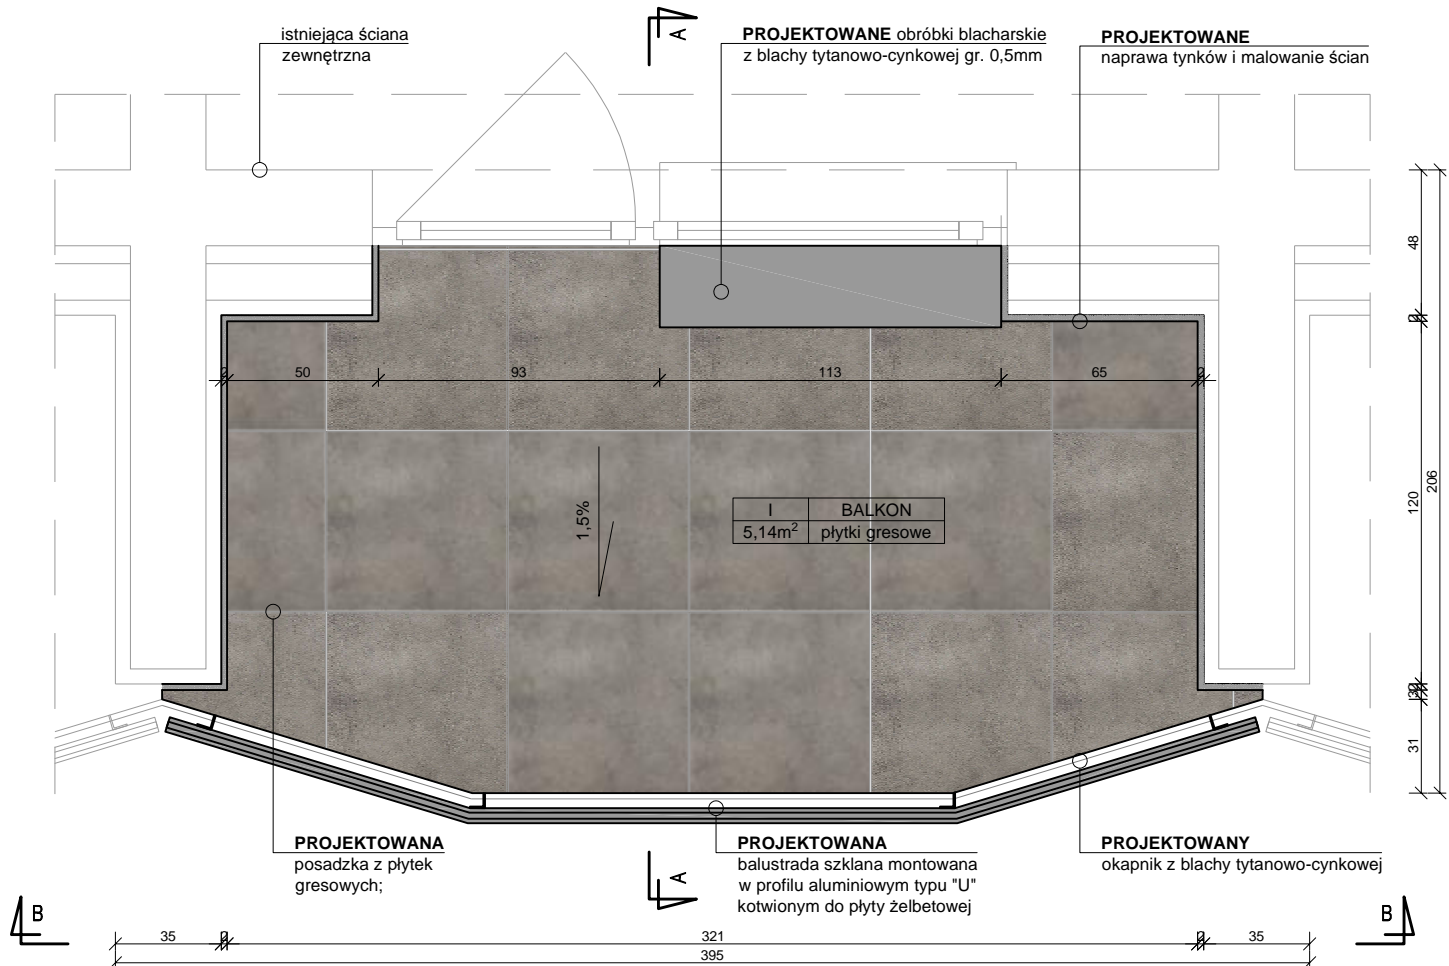 istniejąca ściana
zewnętrzna
A
PROJEKTOWANE obróbki blacharskie
z blachy tytanowo-cynkowej gr. 0,5mm
PROJEKTOWANE
naprawa tynków i malowanie ścian
48
2
206
2
50
93
113
65
2
120
1,5%
I BALKON
5,14m² płytki gresowe
2
3
31
PROJEKTOWANA
posadzka z płytek
gresowych;
A
PROJEKTOWANA
balustrada szklana montowana
w profilu aluminiowym typu "U"
kotwionym do płyty żelbetowej
PROJEKTOWANY
okapnik z blachy tytanowo-cynkowej
B
B
35
2
321
2
35
395